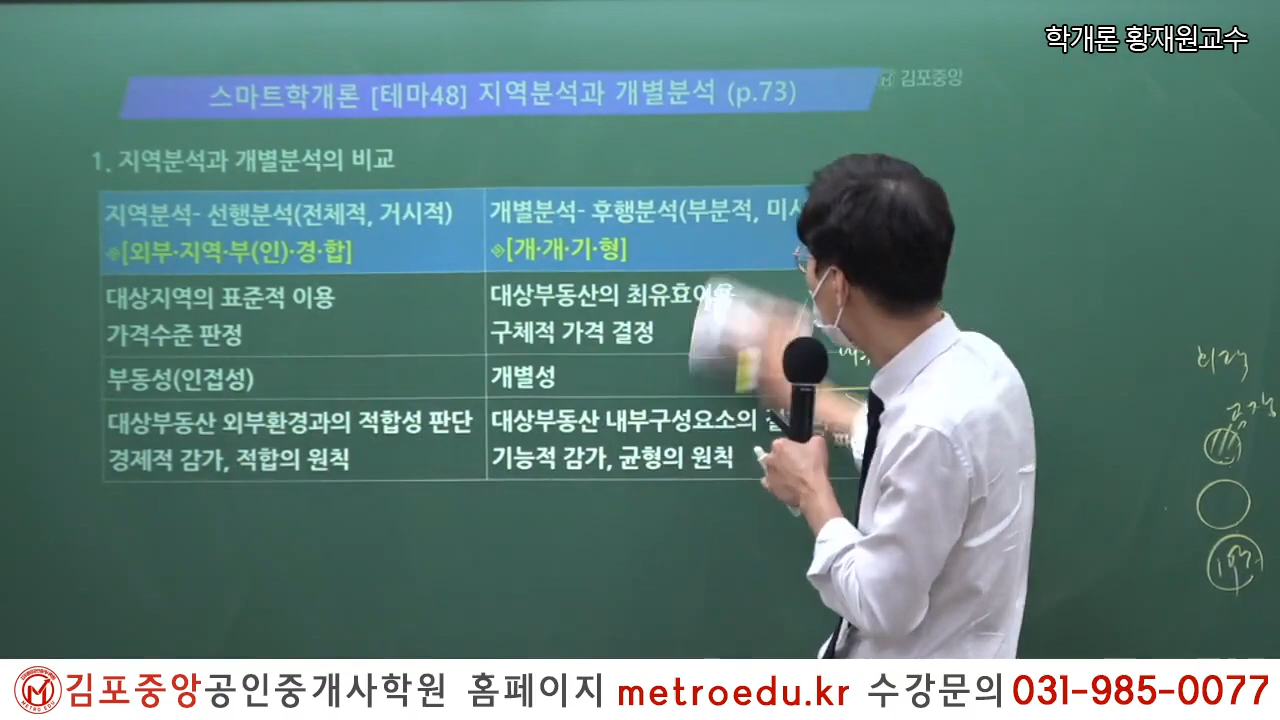 학개론 황재원교수
스마트학개론 [테마48] 지역분석과 개별분석 (p.73)
김포중앙
1. 지역분석과 개별분석의 비교
지역분석- 선행분석(전체적, 거시적)
※[외부·지역·부(인)·경·합]
개별분석- 후행분석(부분적,
※[개·개·기·형]
대상지역의 표준적 이용
가격수준 판정
대상부동산의 최유효이용
구체적 가격 결정
부동성(인접성)
개별성
대상부동산 외부환경과의 적합성 판단
경제적 감가, 적합의 원칙
대상부동산 내부구성요소의
기능적 감가, 균형의 원칙
공장
METRO EDU
김포중앙공인중개사학원 홈페이지 metroedu.kr 수강문의 031-985-0077